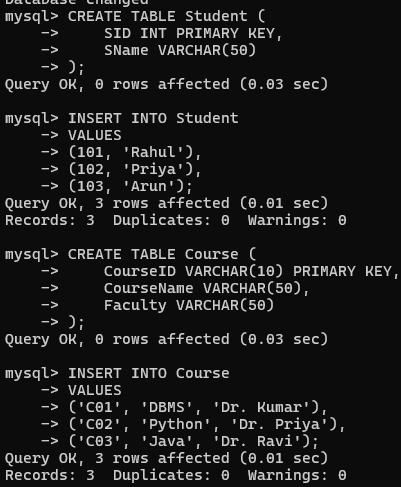 Database changed
mysql> CREATE TABLE Student (
    ->     SID INT PRIMARY KEY,
    ->     SName VARCHAR(50)
    -> );
Query OK, 0 rows affected (0.03 sec)

mysql> INSERT INTO Student
    -> VALUES
    -> (101, 'Rahul'),
    -> (102, 'Priya'),
    -> (103, 'Arun');
Query OK, 3 rows affected (0.01 sec)
Records: 3  Duplicates: 0  Warnings: 0

mysql> CREATE TABLE Course (
    ->     CourseID VARCHAR(10) PRIMARY KEY,
    ->     CourseName VARCHAR(50),
    ->     Faculty VARCHAR(50)
    -> );
Query OK, 0 rows affected (0.03 sec)

mysql> INSERT INTO Course
    -> VALUES
    -> ('C01', 'DBMS', 'Dr. Kumar'),
    -> ('C02', 'Python', 'Dr. Priya'),
    -> ('C03', 'Java', 'Dr. Ravi');
Query OK, 3 rows affected (0.01 sec)
Records: 3  Duplicates: 0  Warnings: 0